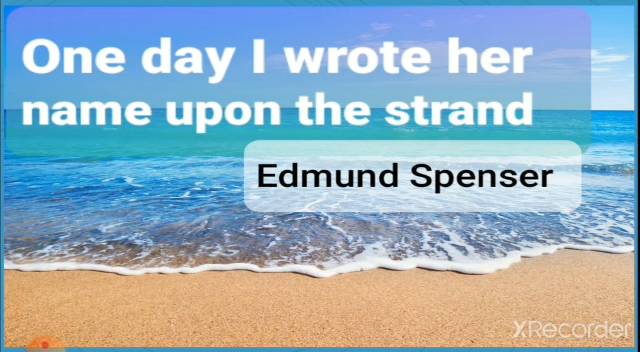 One day I wrote her
name upon the strand
Edmund Spenser
XRecorder